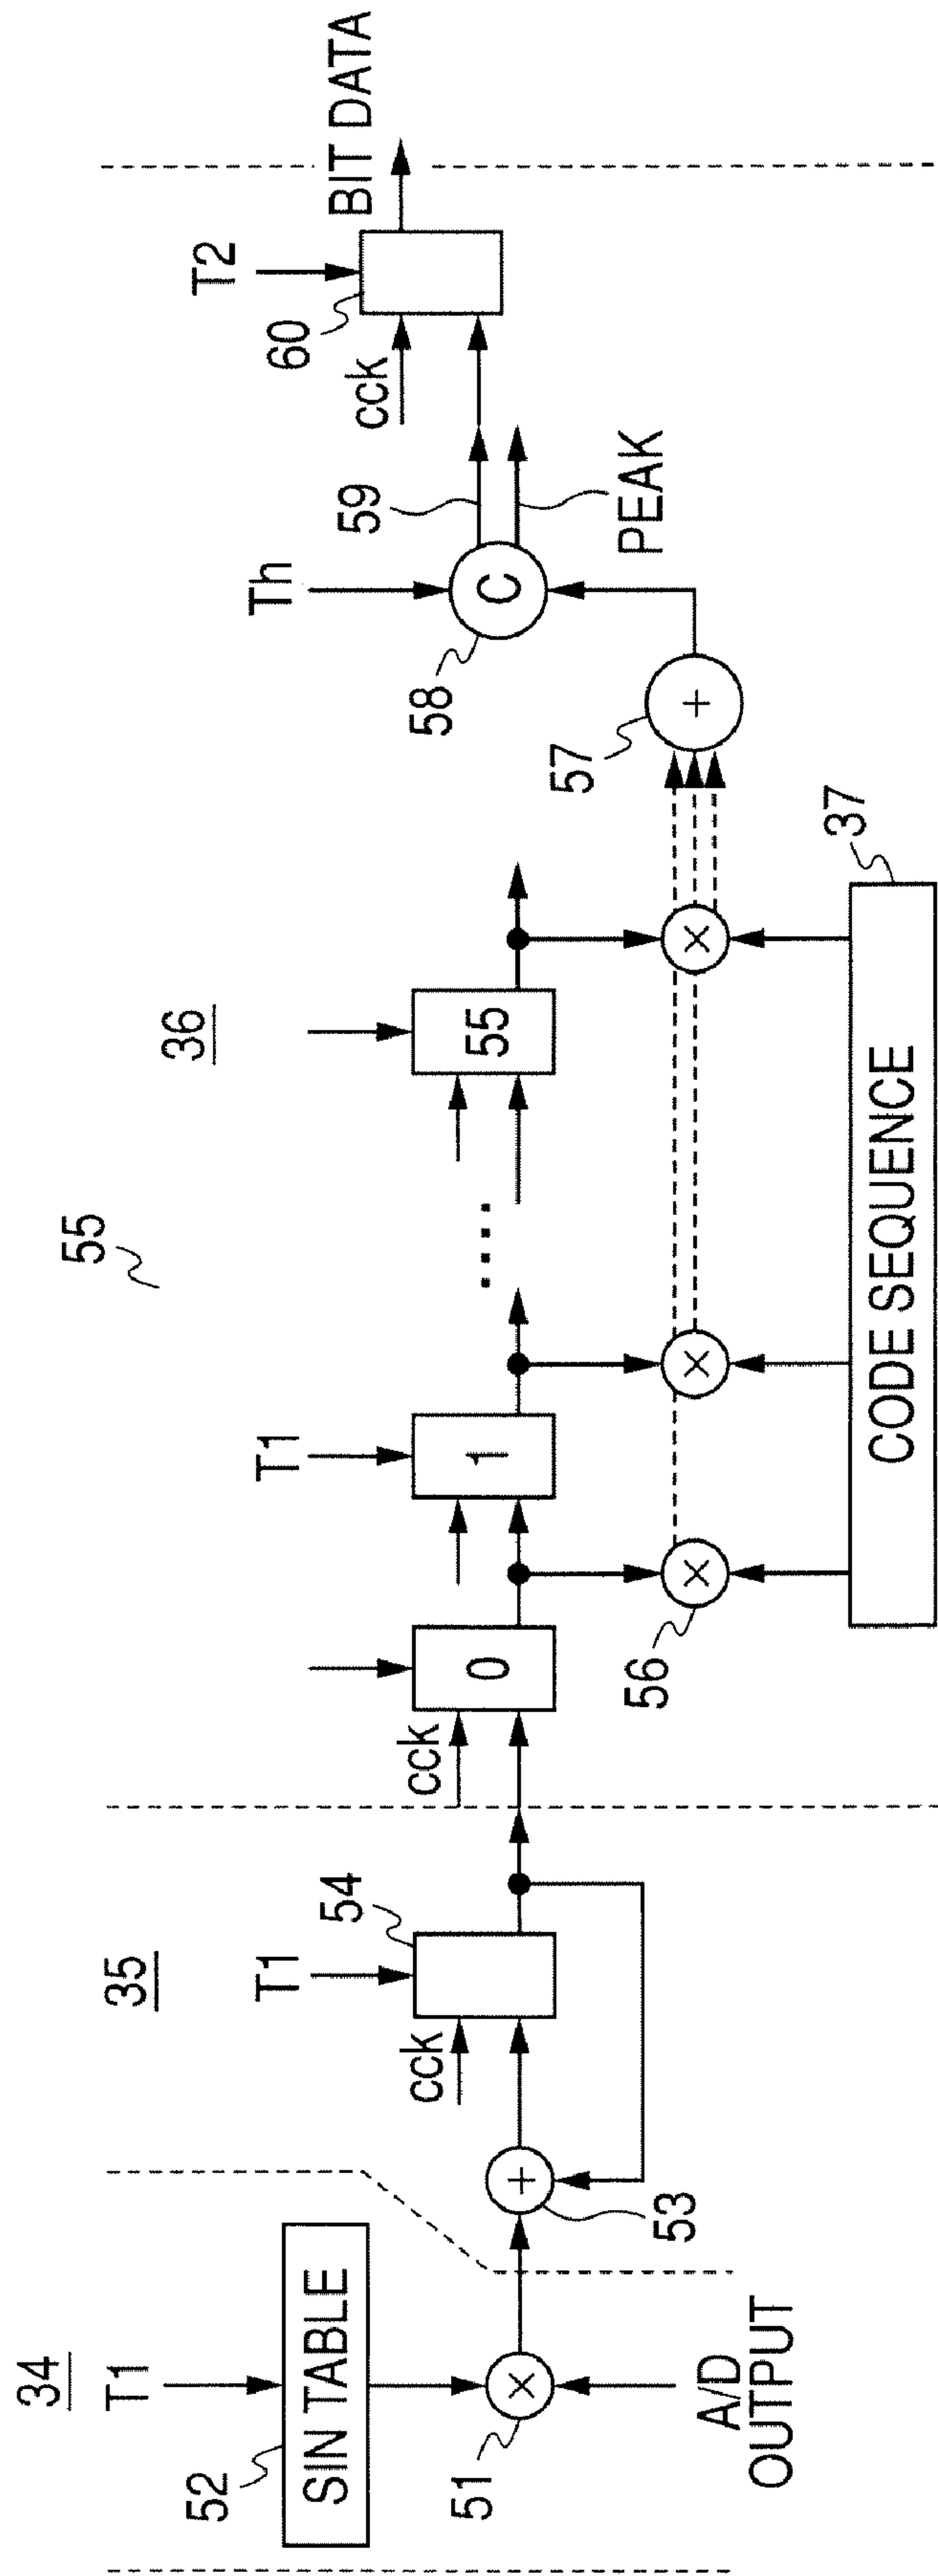 34
T1
52
SIN TABLE
51
A/D
OUTPUT
35
53
cck
T1
54
55
36
cck
0
T1
1
....
55
56
CODE SEQUENCE
37
57
58
C
Th
59
PEAK
cck
60
T2
BIT DATA